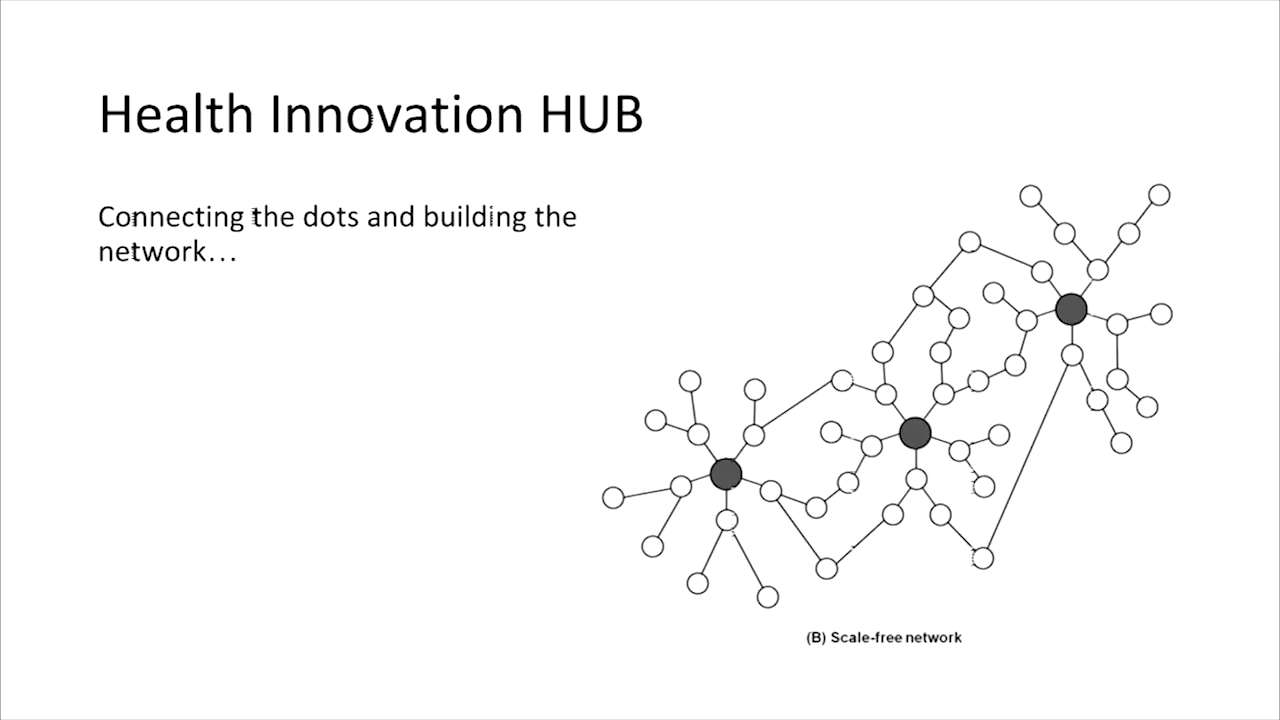 Health Innovation HUB
Connecting the dots and building the
network...
(B) Scale-free network